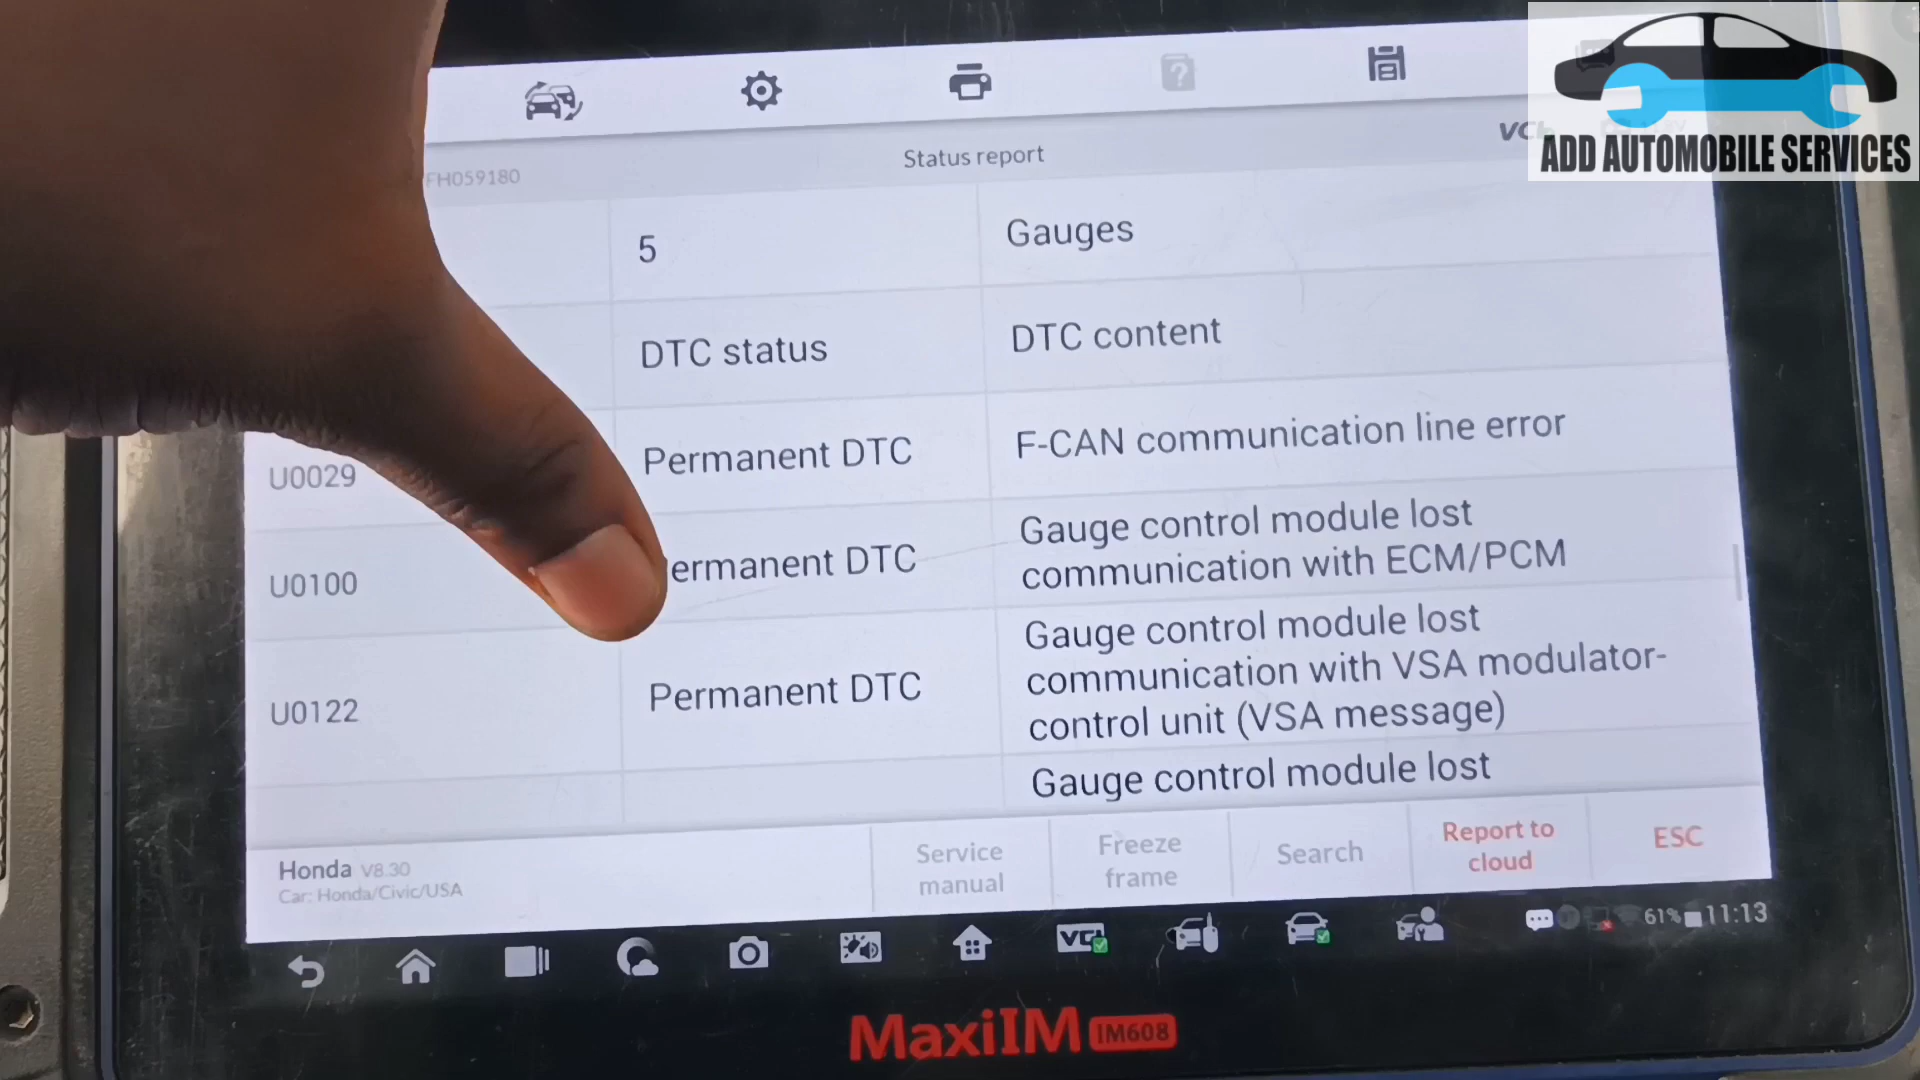 ADD AUTOMOBILE SERVICES
Status report
FH059180
5
Gauges
DTC status
DTC content
U0029
Permanent DTC
F-CAN communication line error
U0100
ermanent DTC
Gauge control module lost
communication with ECM/PCM
U0122
Permanent DTC
Gauge control module lost
communication with VSA modulator-
control unit (VSA message)
Gauge control module lost
Honda V8.30
Car: Honda/Civic/USA
Service
manual
Freeze
frame
Search
Report to
cloud
ESC
VCI
61%
11:13
MaxiIM IM608